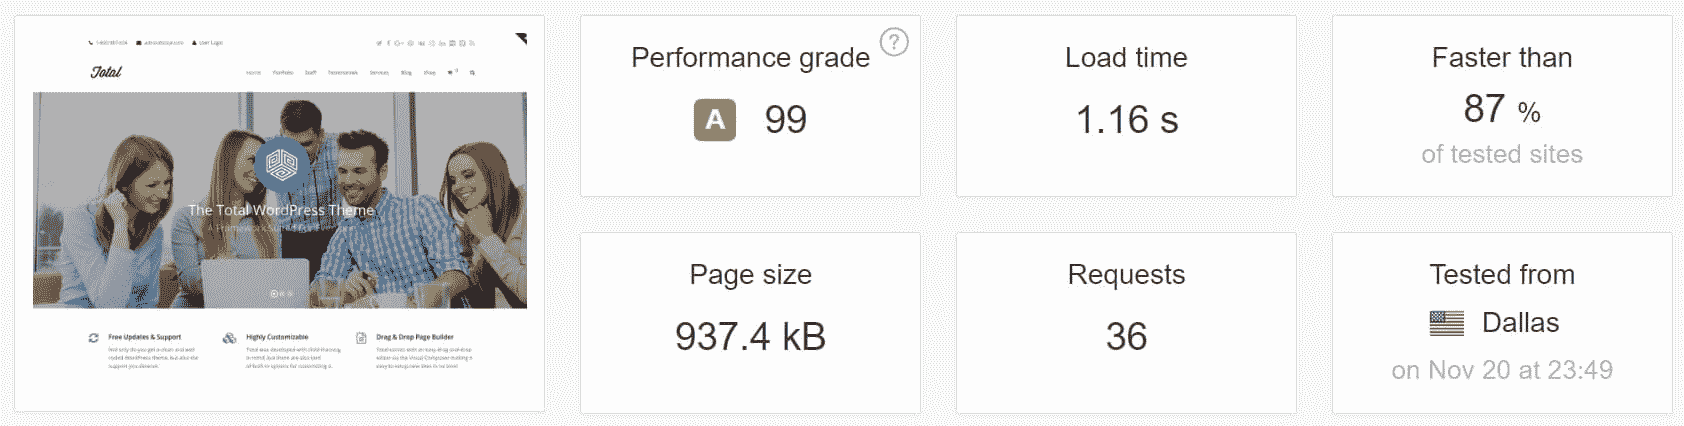 User Login
Total
Home Portfolio Staff Testimonials Services Blog Shop
The Total WordPress Theme
Free Updates & Support
Highly Customizable
Drag & Drop Page Builder
Performance grade ?
A 99
Load time
1.16 s
Faster than
87 %
of tested sites
Page size
937.4 kB
Requests
36
Tested from
Dallas
on Nov 20 at 23:49